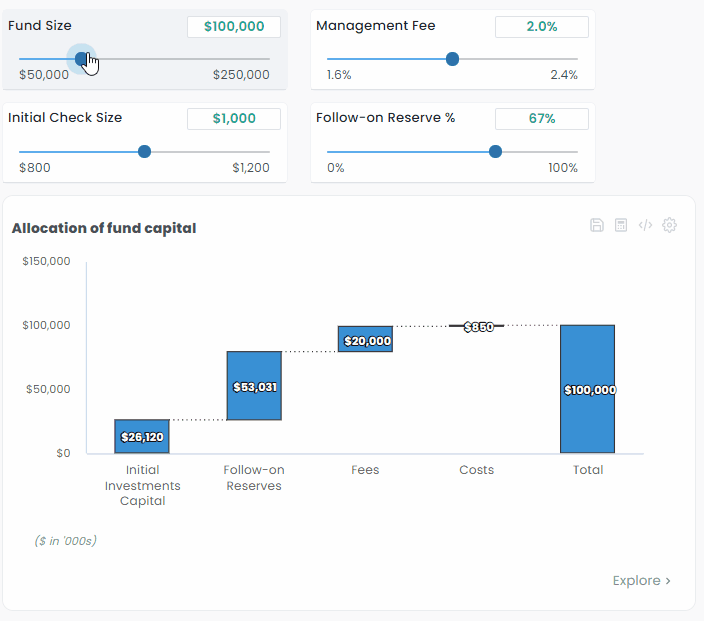 Fund Size
$100,000
$50,000
$250,000
Management Fee
2.0%
1.6%
2.4%
Initial Check Size
$1,000
$800
$1,200
Follow-on Reserve %
67%
0%
100%
Allocation of fund capital
$150,000
$100,000
$50,000
$0
$26,120
$53,031
$20,000
$850
$100,000
Initial
Investments
Capital
Follow-on
Reserves
Fees
Costs
Total
($ in '000s)
Explore >